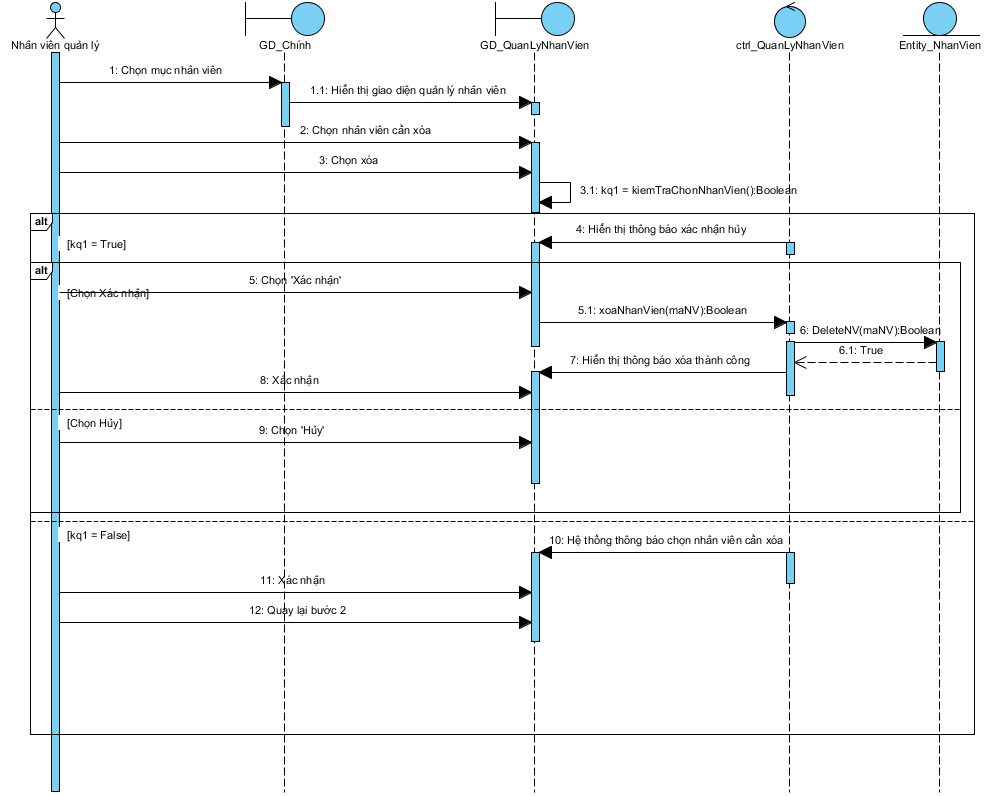 Nhân viên quản lý
GD_Chính
GD_QuanLyNhanVien
ctrl_QuanLyNhanVien
Entity_NhanVien
1: Chọn mục nhân viên
1.1: Hiển thị giao diện quản lý nhân viên
2: Chọn nhân viên cần xóa
3: Chọn xóa
3.1: kq1 = kiemTraChonNhanVien():Boolean
alt
[kq1 = True]
4: Hiển thị thông báo xác nhận hủy
alt
5: Chọn 'Xác nhận'
[Chọn Xác nhận]
5.1: xoaNhanVien(maNV):Boolean
6: DeleteNV(maNV):Boolean
6.1: True
7: Hiển thị thông báo xóa thành công
8: Xác nhận
[Chọn Hủy]
9: Chọn 'Hủy'
[kq1 = False]
10: Hệ thống thông báo chọn nhân viên cần xóa
11: Xác nhận
12: Quay lại bước 2